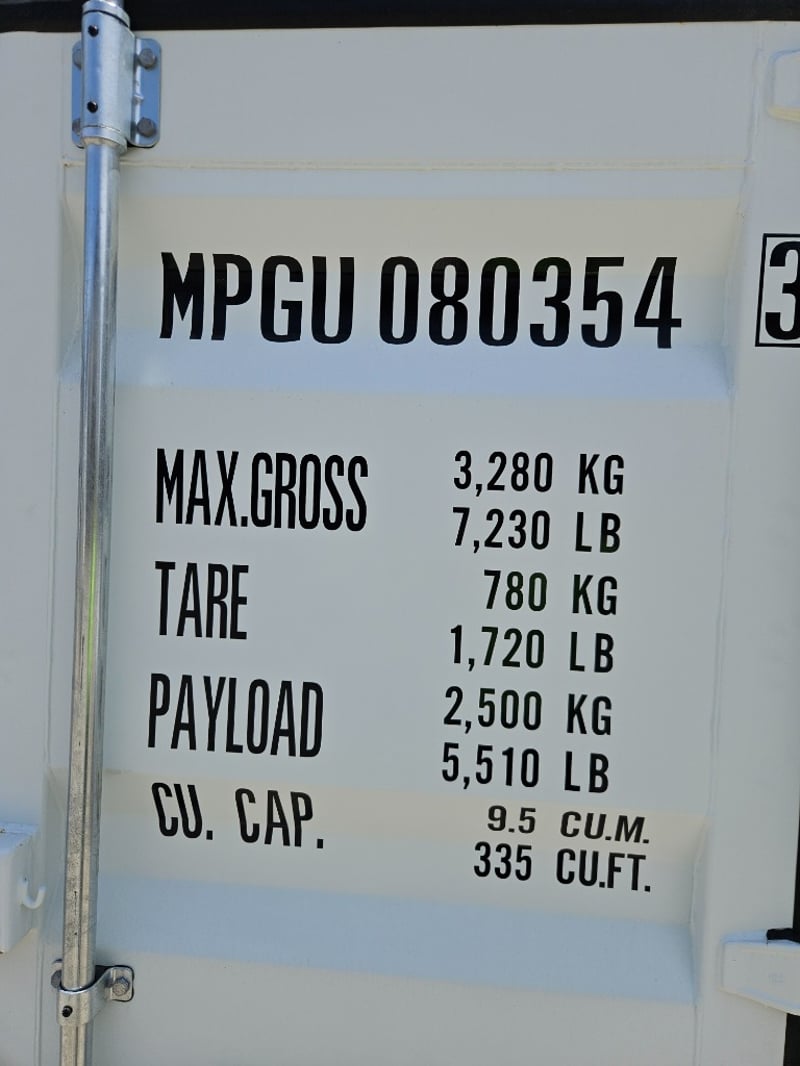 MPGU 080354 3
MAX.GROSS 3,280 KG
7,230 LB
TARE 780 KG
1,720 LB
PAYLOAD 2,500 KG
5,510 LB
CU. CAP. 9.5 CU.M.
335 CU.FT.